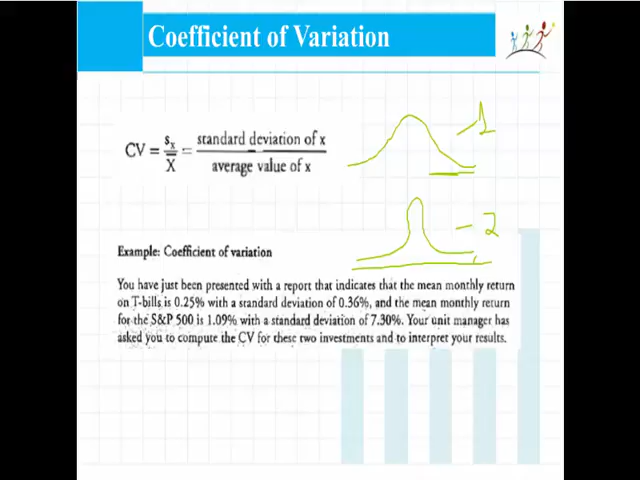 Coefficient of Variation
CV = sx / X̄ = standard deviation of x / average value of x
1
2
Example: Coefficient of variation
You have just been presented with a report that indicates that the mean monthly return
on T-bills is 0.25% with a standard deviation of 0.36%, and the mean monthly return
for the S&P 500 is 1.09% with a standard deviation of 7.30%. Your unit manager has
asked you to compute the CV for these two investments and to interpret your results.